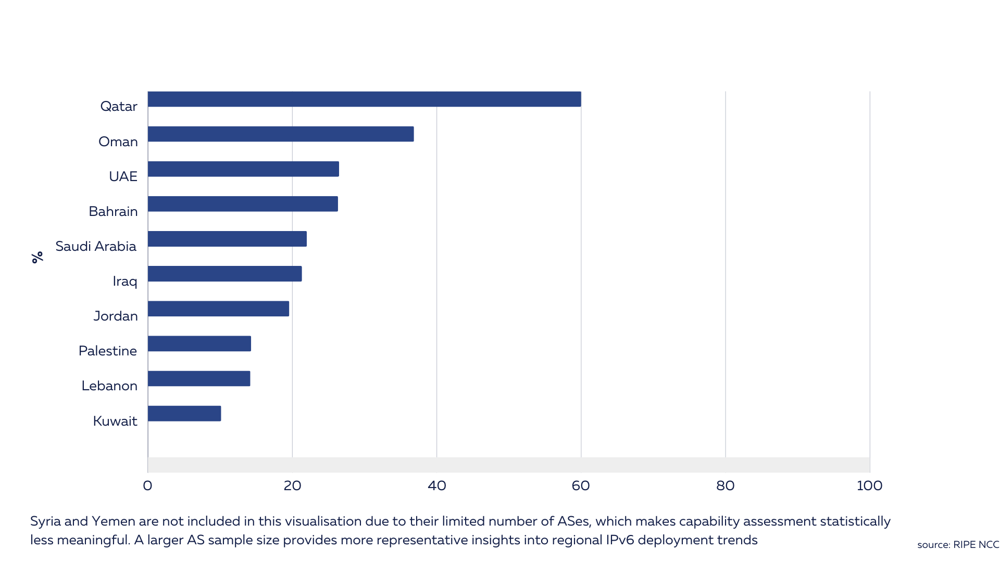 Qatar
Oman
UAE
Bahrain
Saudi Arabia
%
Iraq
Jordan
Palestine
Lebanon
Kuwait
0 20 40 60 80 100
Syria and Yemen are not included in this visualisation due to their limited number of ASes, which makes capability assessment statistically
less meaningful. A larger AS sample size provides more representative insights into regional IPv6 deployment trends
source: RIPE NCC